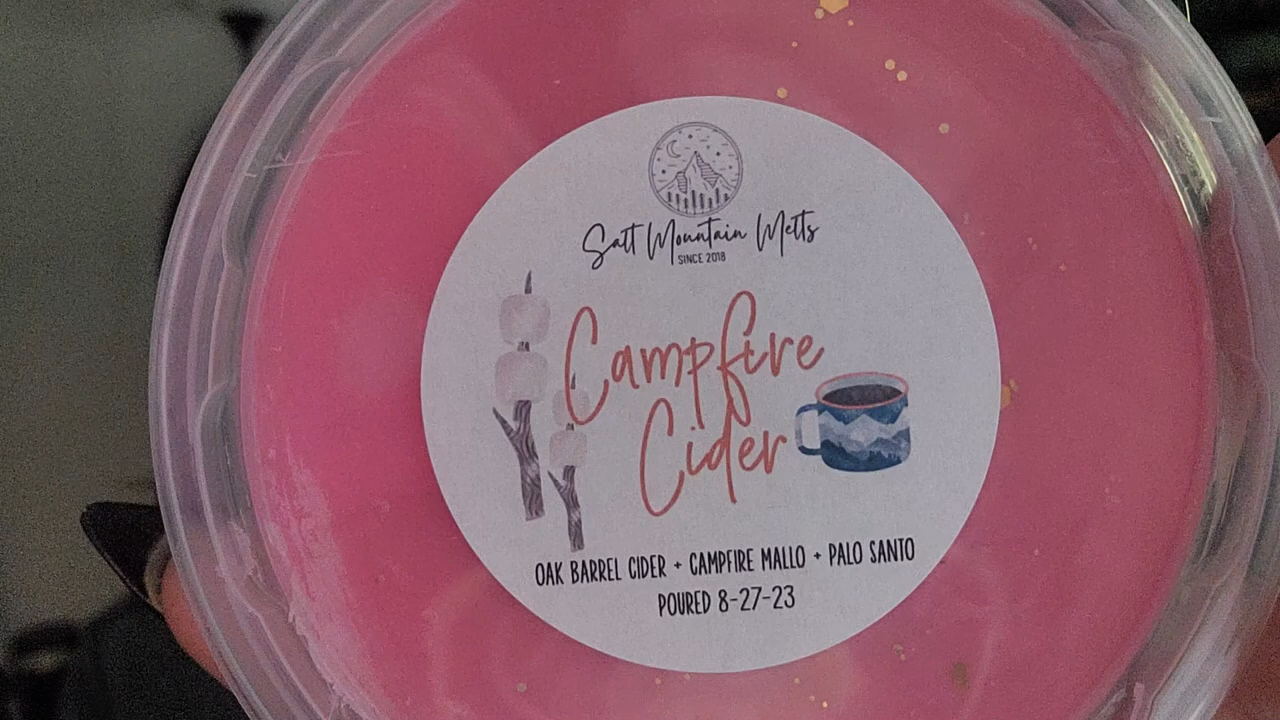 Salt Mountain Melts
SINCE 2018
Campfire
Cider
OAK BARREL CIDER + CAMPFIRE MALLO + PALO SANTO
POURED 8-27-23